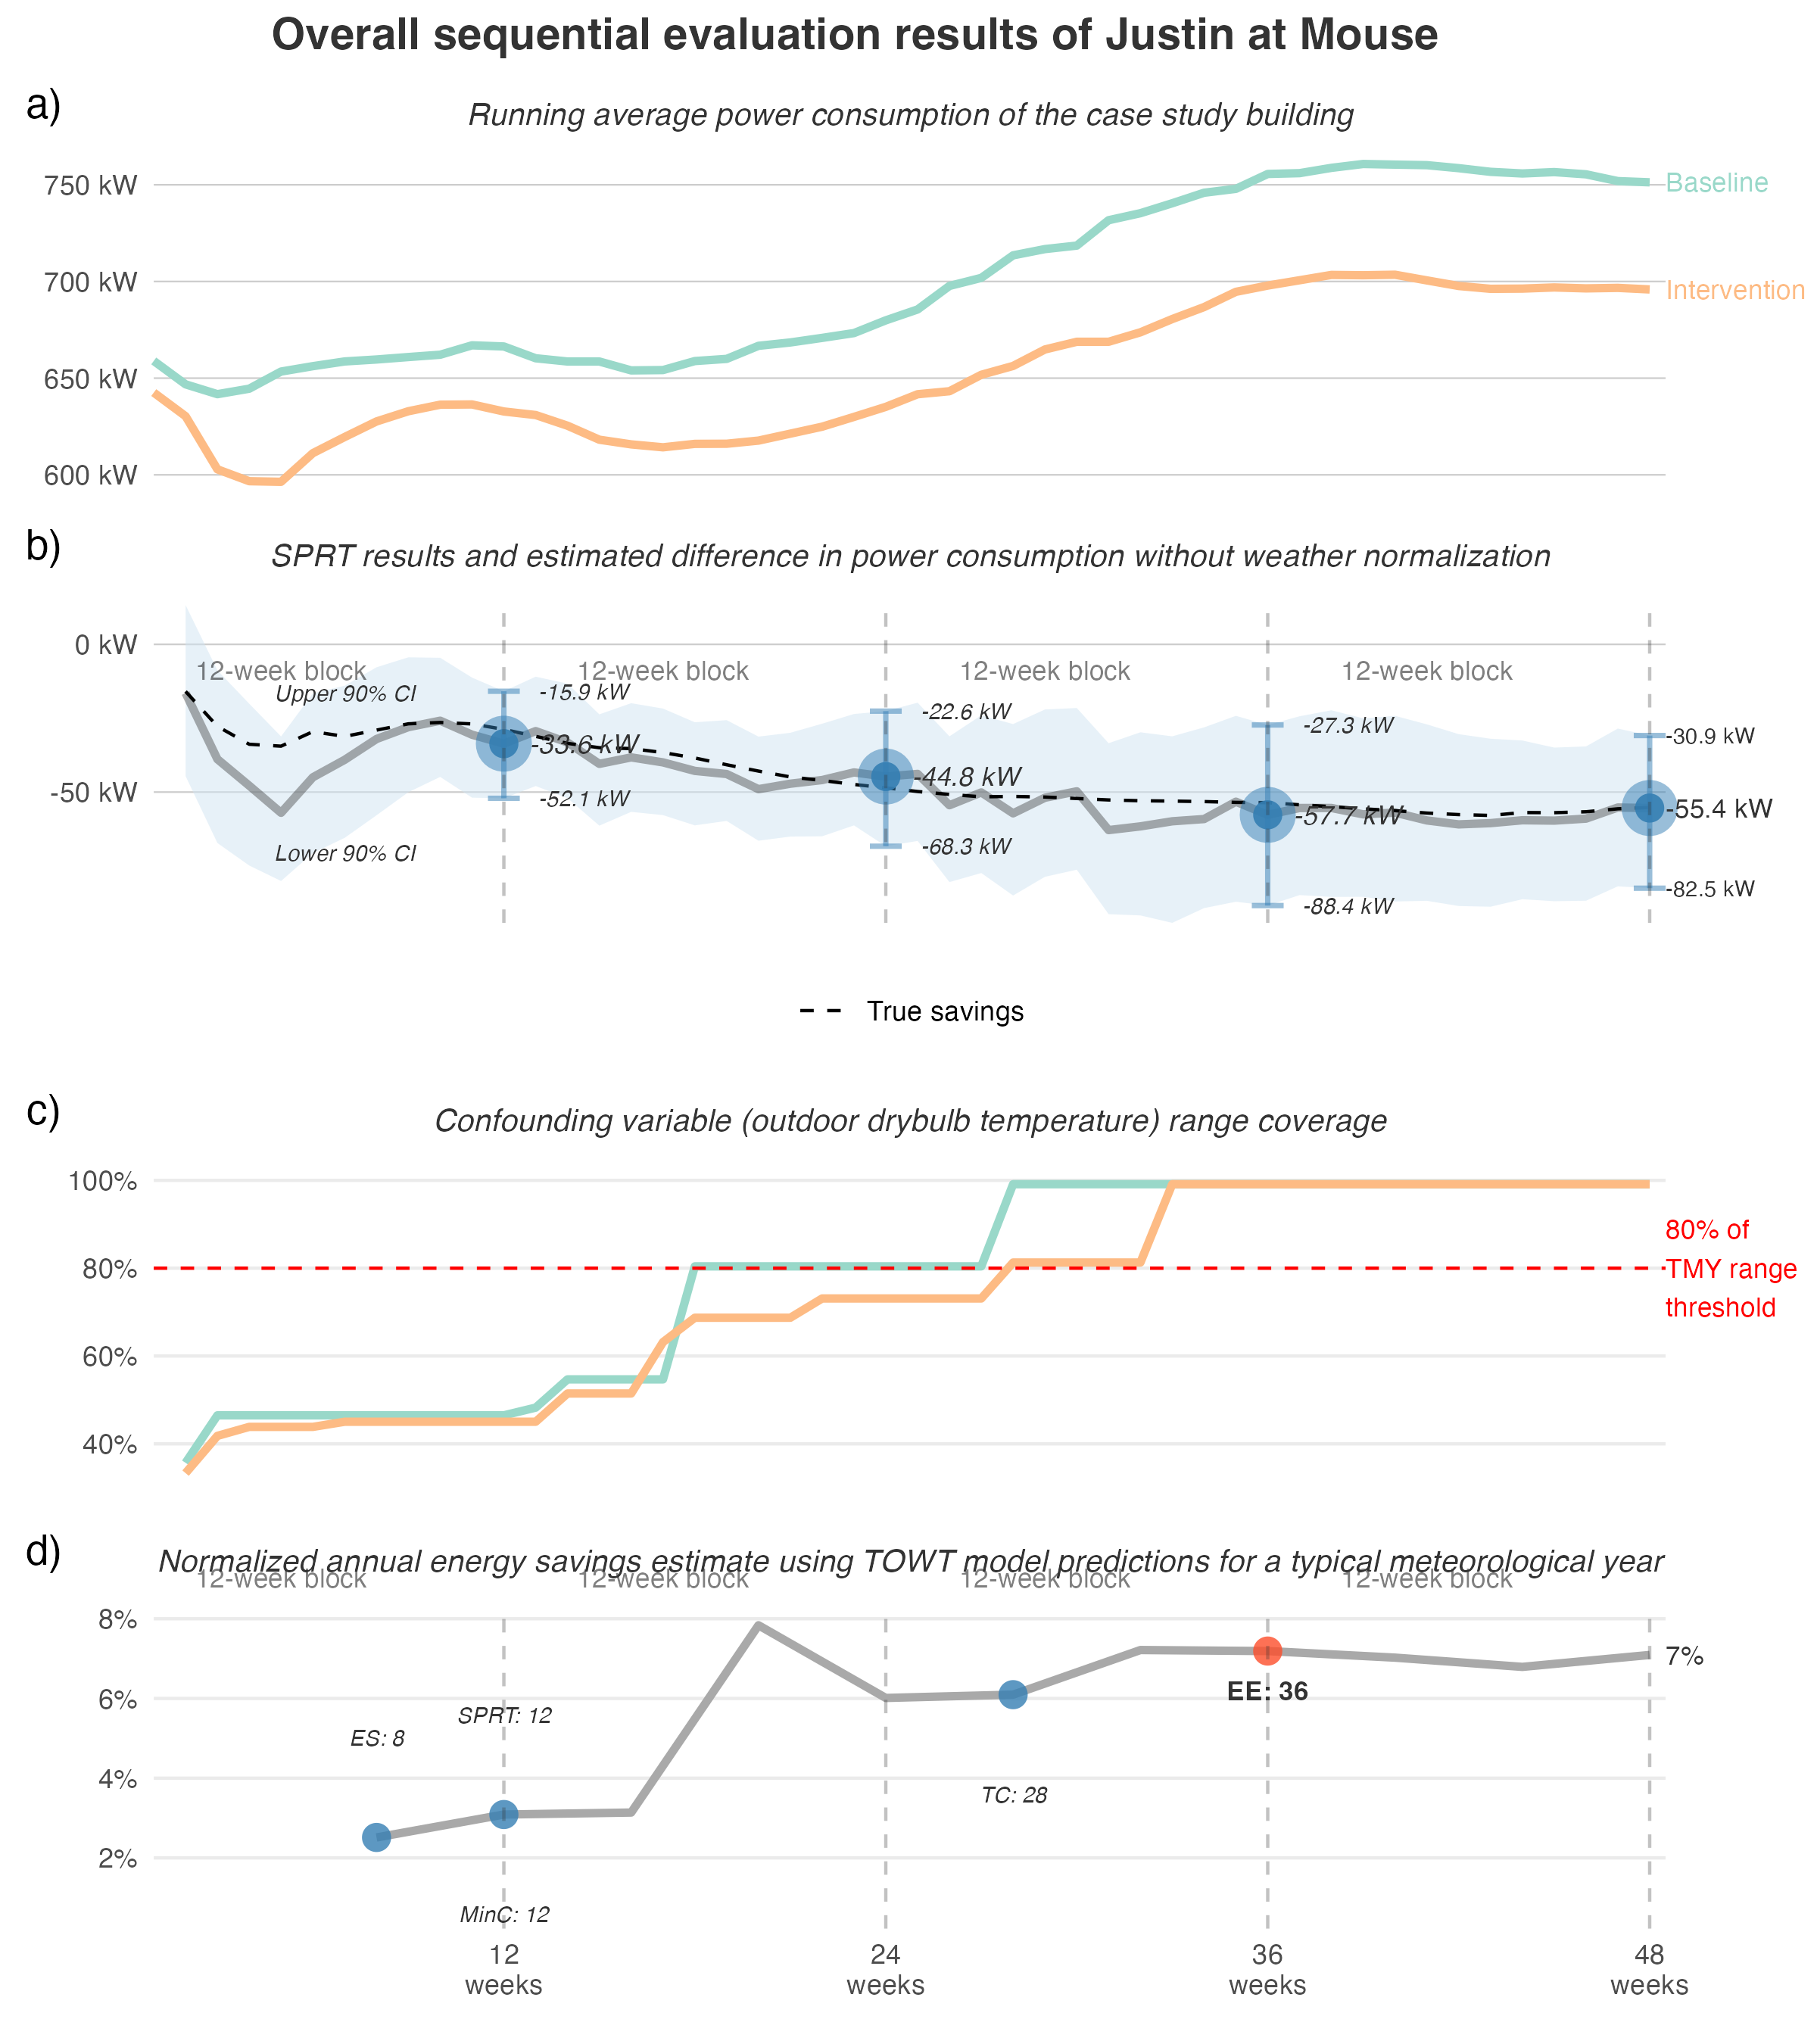 Overall sequential evaluation results of Justin at Mouse
a)
Running average power consumption of the case study building
750 kW
700 kW
650 kW
600 kW
Baseline
Intervention
b)
SPRT results and estimated difference in power consumption without weather normalization
0 kW
-50 kW
12-week block
12-week block
12-week block
12-week block
Upper 90% CI
Lower 90% CI
-15.9 kW
-33.6 kW
-52.1 kW
-22.6 kW
-44.8 kW
-68.3 kW
-27.3 kW
-57.7 kW
-88.4 kW
-30.9 kW
-55.4 kW
-82.5 kW
True savings
c)
Confounding variable (outdoor drybulb temperature) range coverage
100%
80%
60%
40%
80% of
TMY range
threshold
d)
Normalized annual energy savings estimate using TOWT model predictions for a typical meteorological year
12-week block
12-week block
12-week block
12-week block
8%
6%
4%
2%
ES: 8
SPRT: 12
MinC: 12
TC: 28
EE: 36
7%
12
weeks
24
weeks
36
weeks
48
weeks